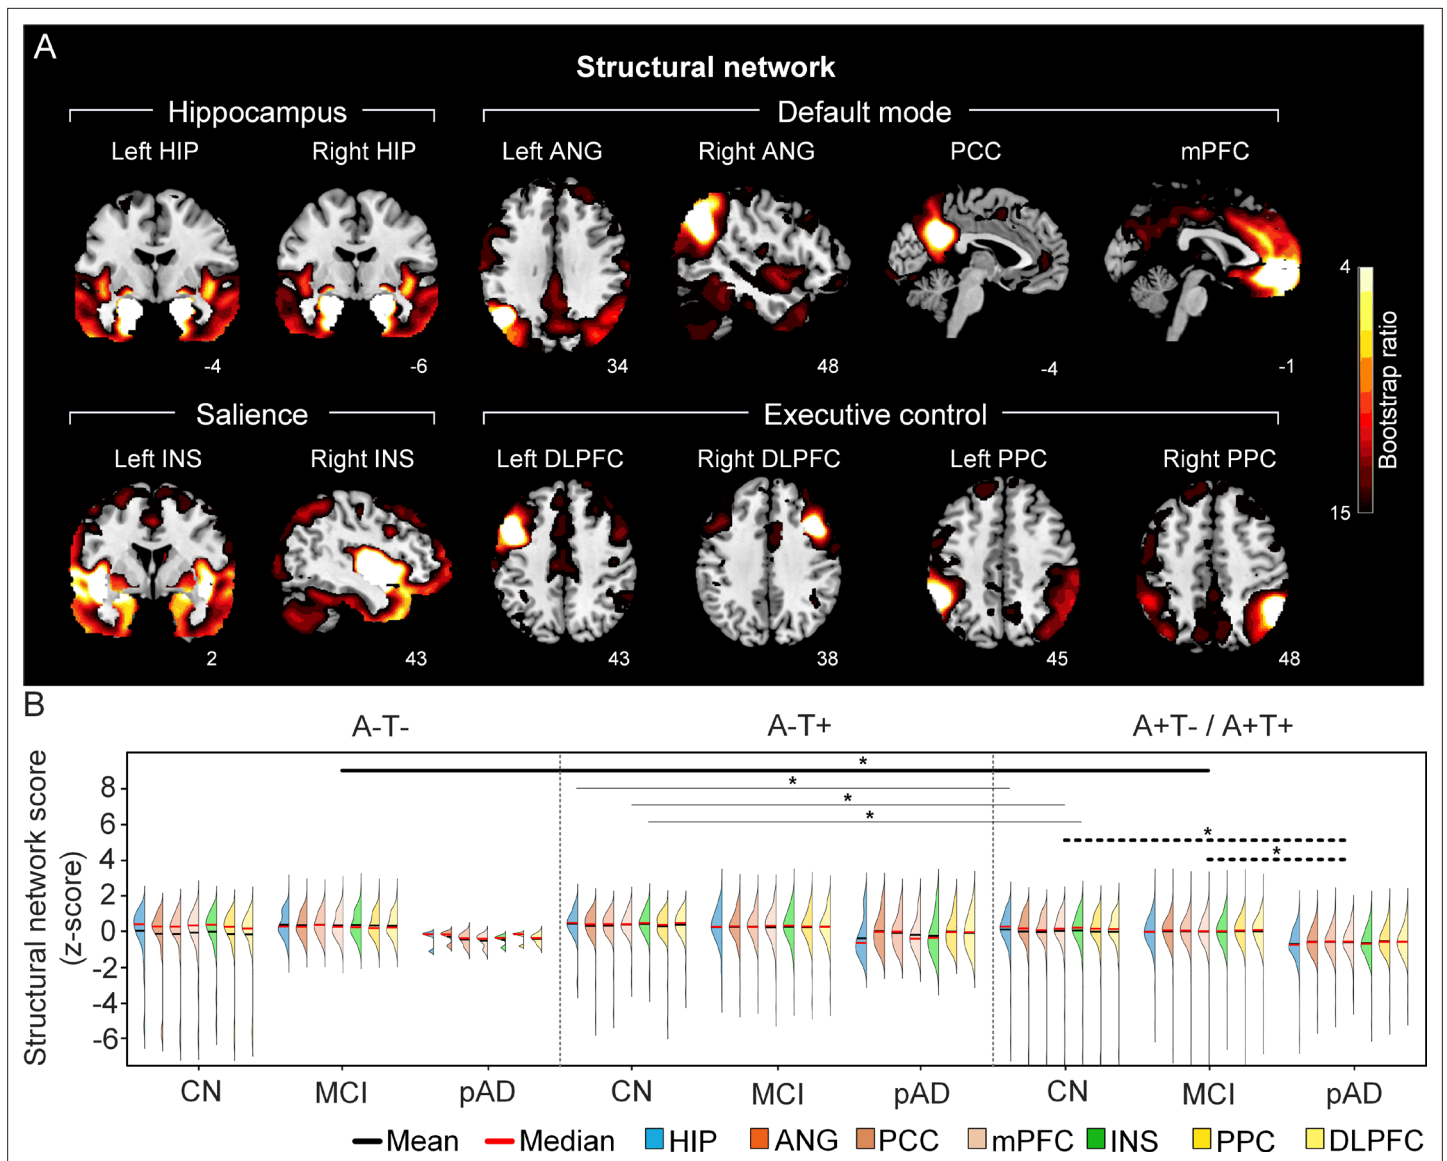 A
Structural network
Hippocampus Default mode
Left HIP Right HIP Left ANG Right ANG PCC mPFC
-4 -6 34 48 -4 -1
4
Bootstrap ratio
15
Salience Executive control
Left INS Right INS Left DLPFC Right DLPFC Left PPC Right PPC
2 43 43 38 45 48
B
A-T- A-T+ A+T- / A+T+
Structural network score
(z-score)
8
6
4
2
0
-2
-4
-6
*
*
*
*
*
*
CN MCI pAD CN MCI pAD CN MCI pAD
Mean Median HIP ANG PCC mPFC INS PPC DLPFC